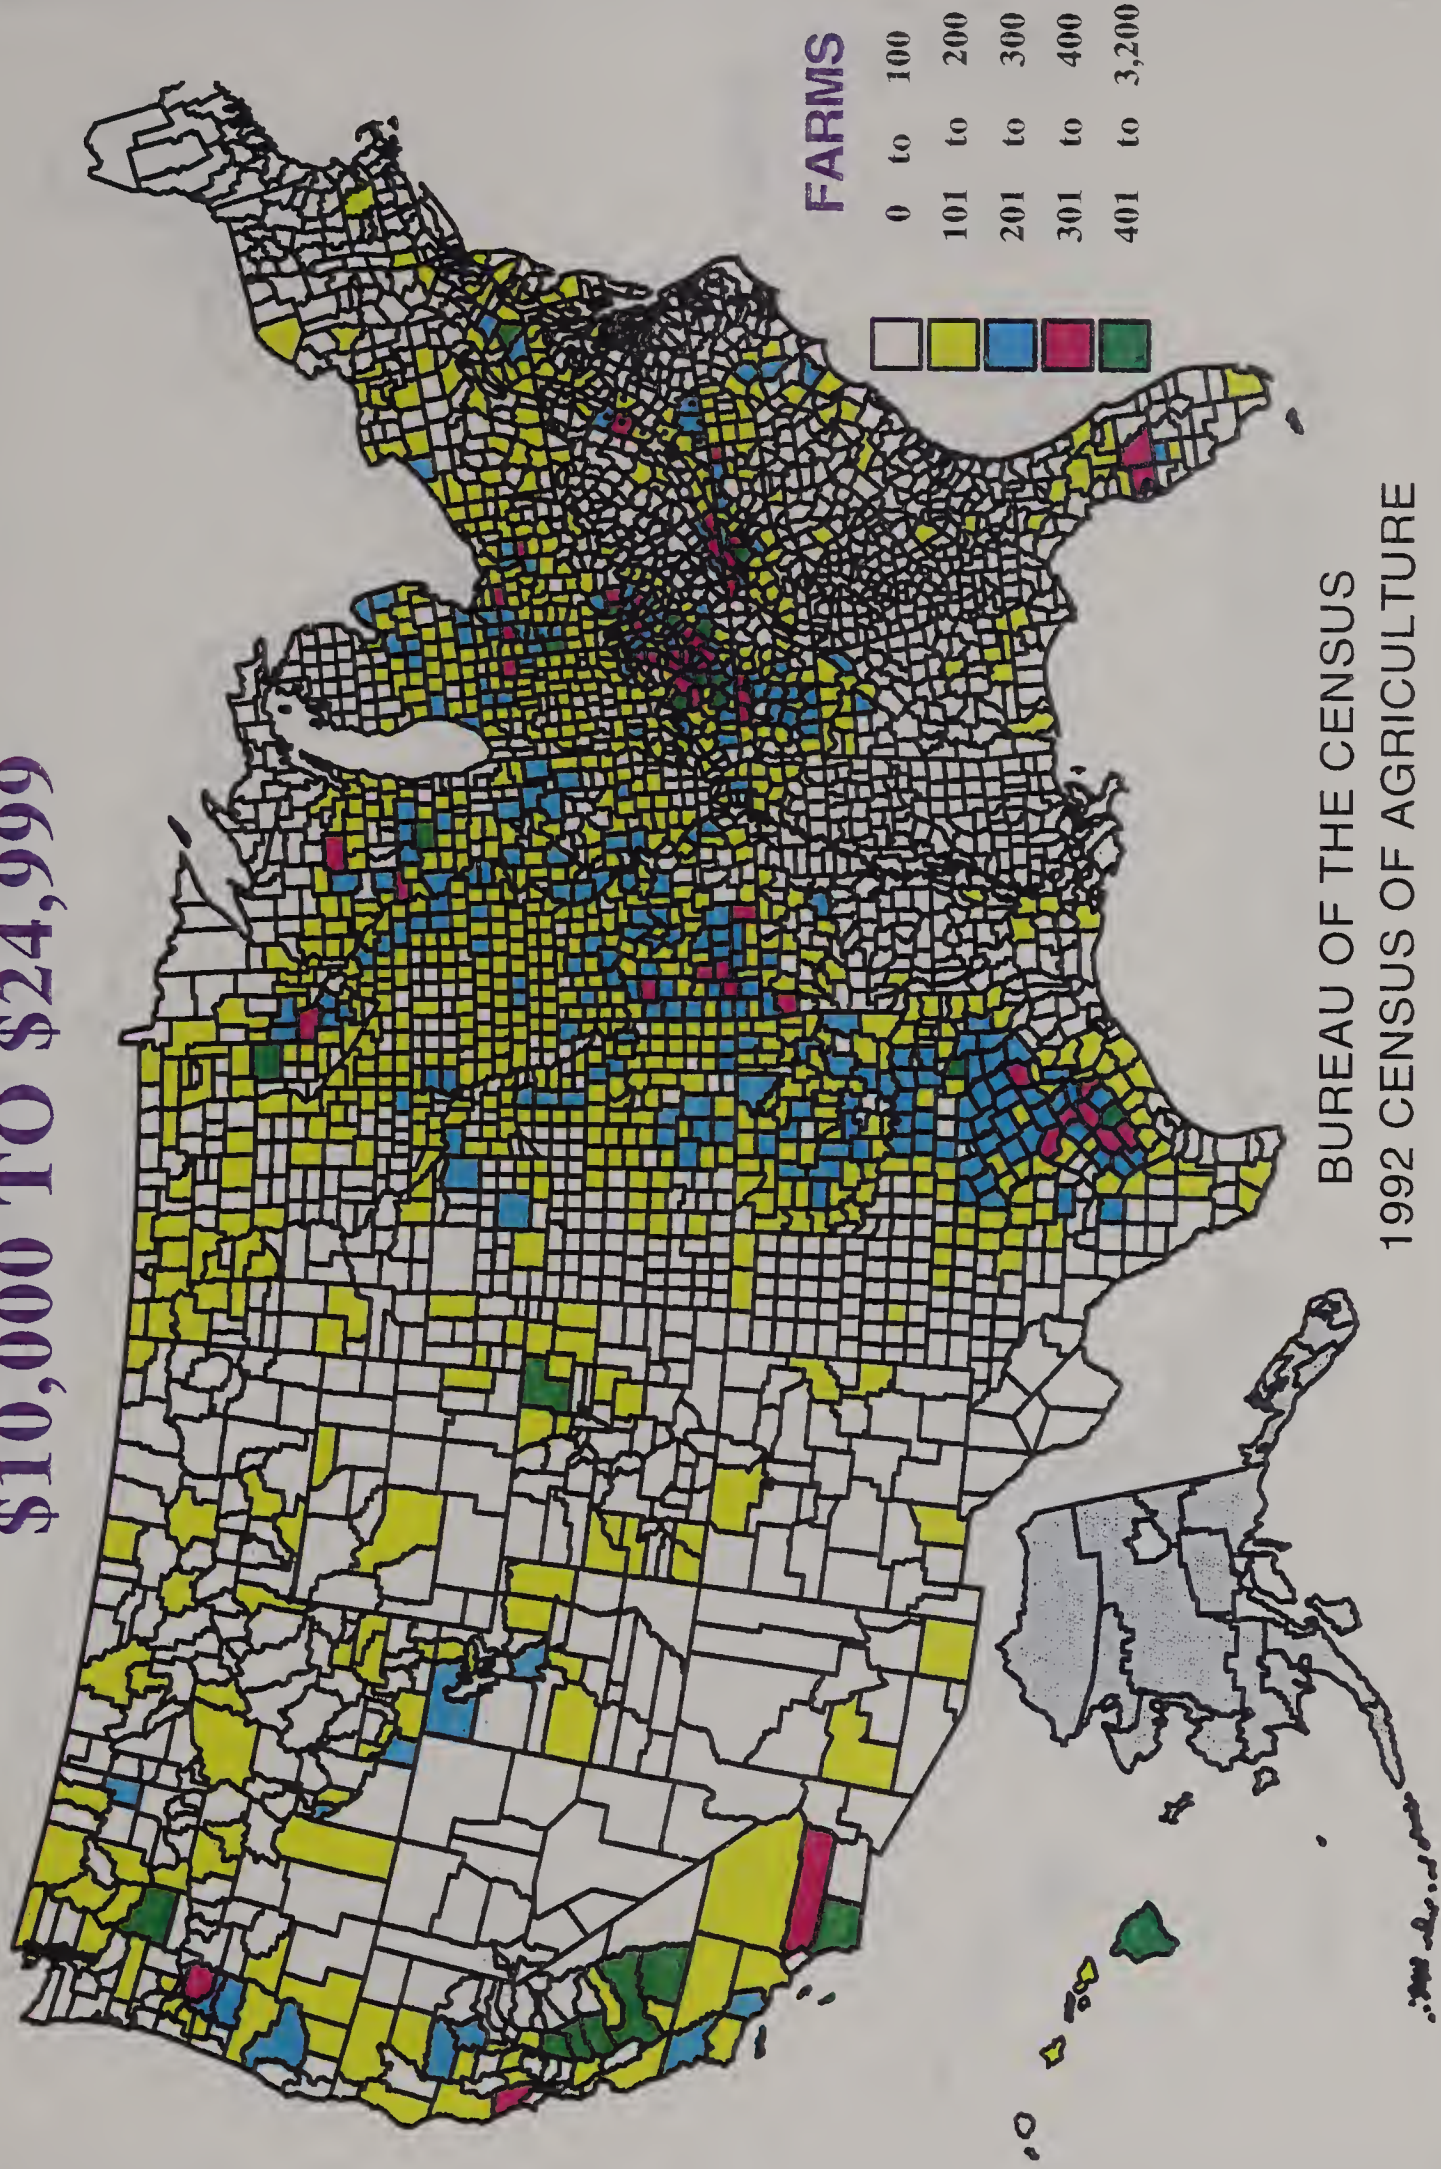 $10,000 TO $24,999
FARMS
0 to 100
101 to 200
201 to 300
301 to 400
401 to 3,200
BUREAU OF THE CENSUS
1992 CENSUS OF AGRICULTURE